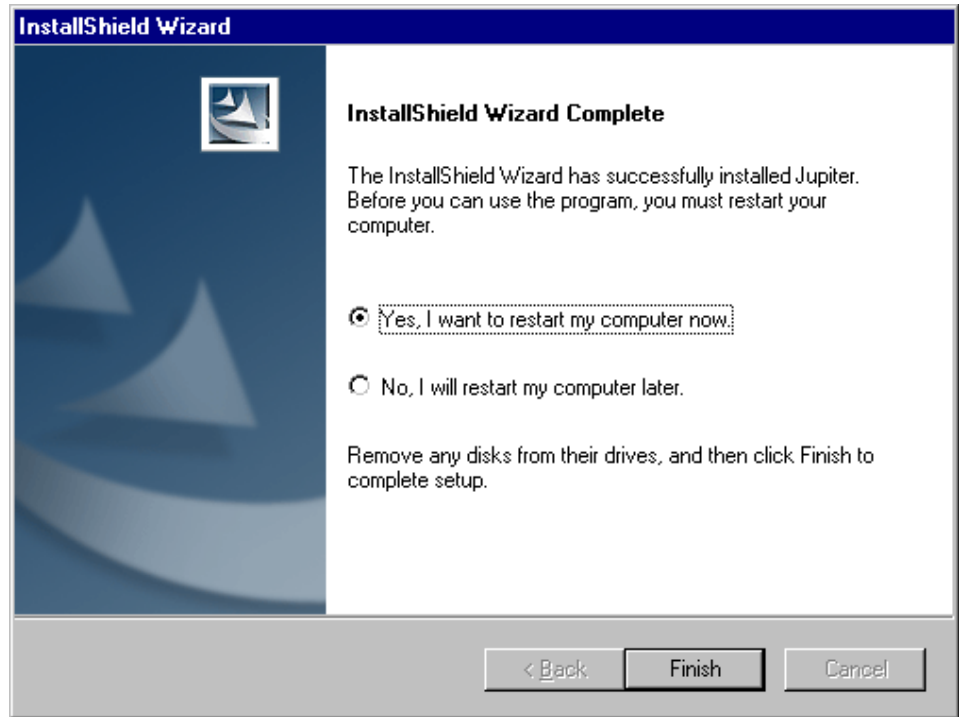 InstallShield Wizard
InstallShield Wizard Complete
The InstallShield Wizard has successfully installed Jupiter.
Before you can use the program, you must restart your
computer.
Yes, I want to restart my computer now.
No, I will restart my computer later.
Remove any disks from their drives, and then click Finish to
complete setup.
< Back
Finish
Cancel